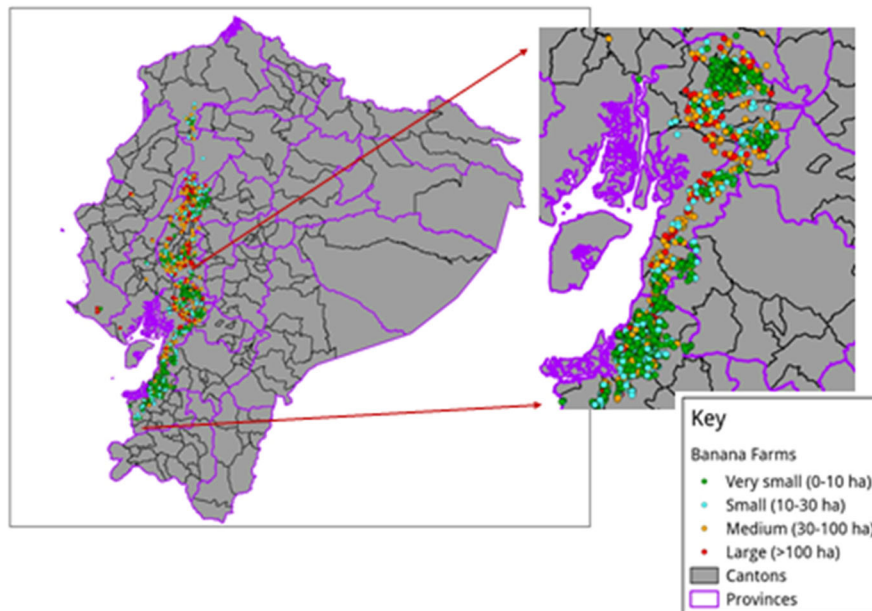 Key
Banana Farms
Very small (0-10 ha)
Small (10-30 ha)
Medium (30-100 ha)
Large (>100 ha)
Cantons
Provinces